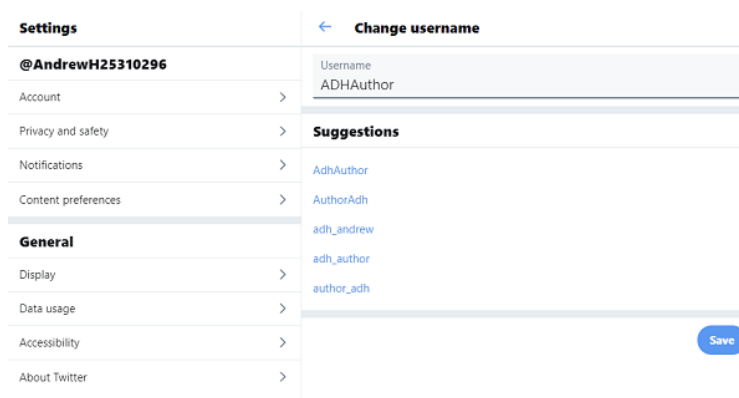 Settings
@AndrewH25310296
Account
Privacy and safety
Notifications
Content preferences
General
Display
Data usage
Accessibility
About Twitter
Change username
Username
ADHAuthor
Suggestions
AdhAuthor
AuthorAdh
adh_andrew
adh_author
author_adh
Save